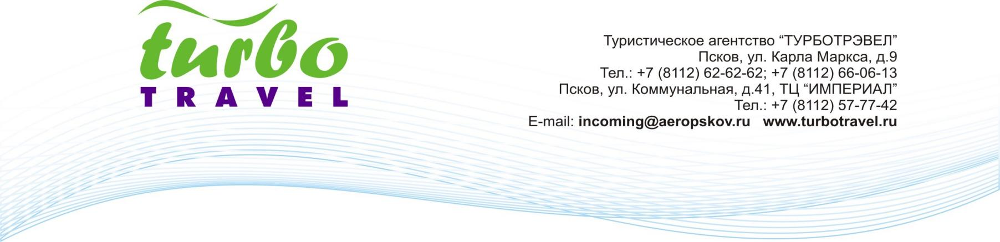 turbo
TRAVEL
Туристическое агентство “ТУРБОТРЭВЕЛ”
Псков, ул. Карла Маркса, д.9
Тел.: +7 (8112) 62-62-62; +7 (8112) 66-06-13
Псков, ул. Коммунальная, д.41, ТЦ “ИМПЕРИАЛ”
Тел.: +7 (8112) 57-77-42
E-mail: incoming@aeropskov.ru www.turbotravel.ru